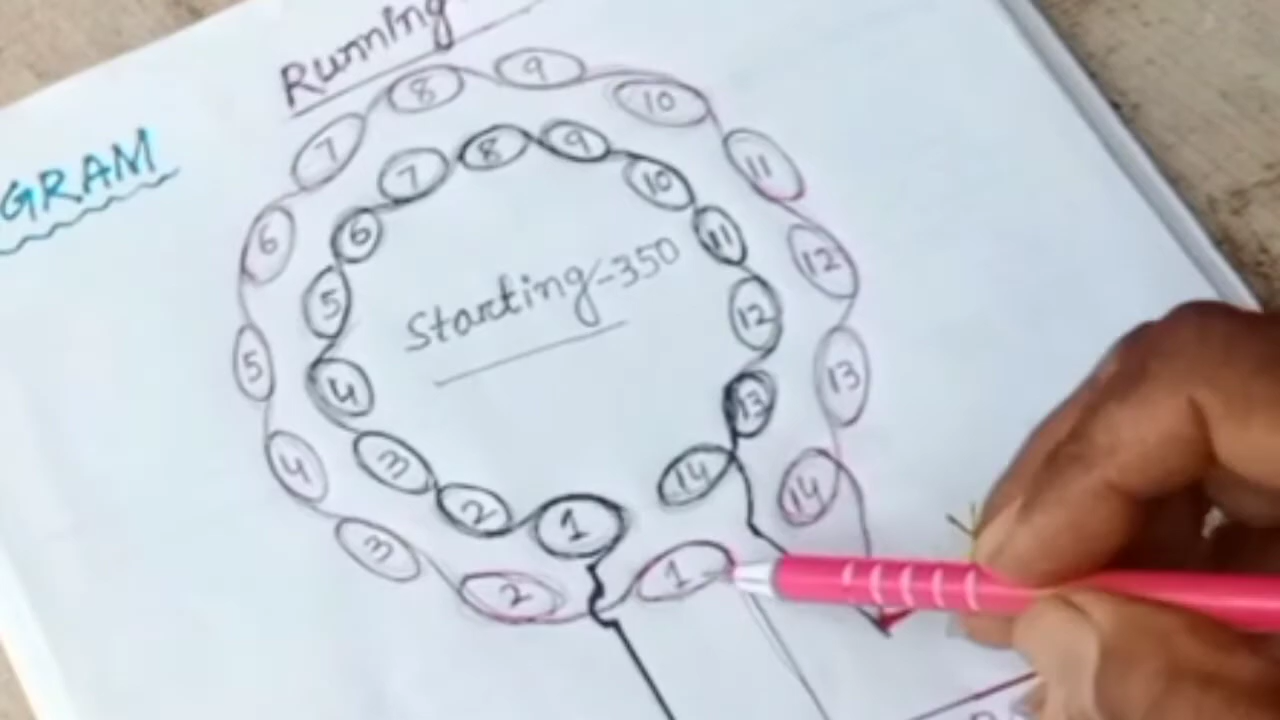 Running
GRAM
8 9 10
7 11
6 12
5 13
4 14
3 2 1
Starting-350
7 8 9 10
6 11
5 12
4 13
3 14
2 1